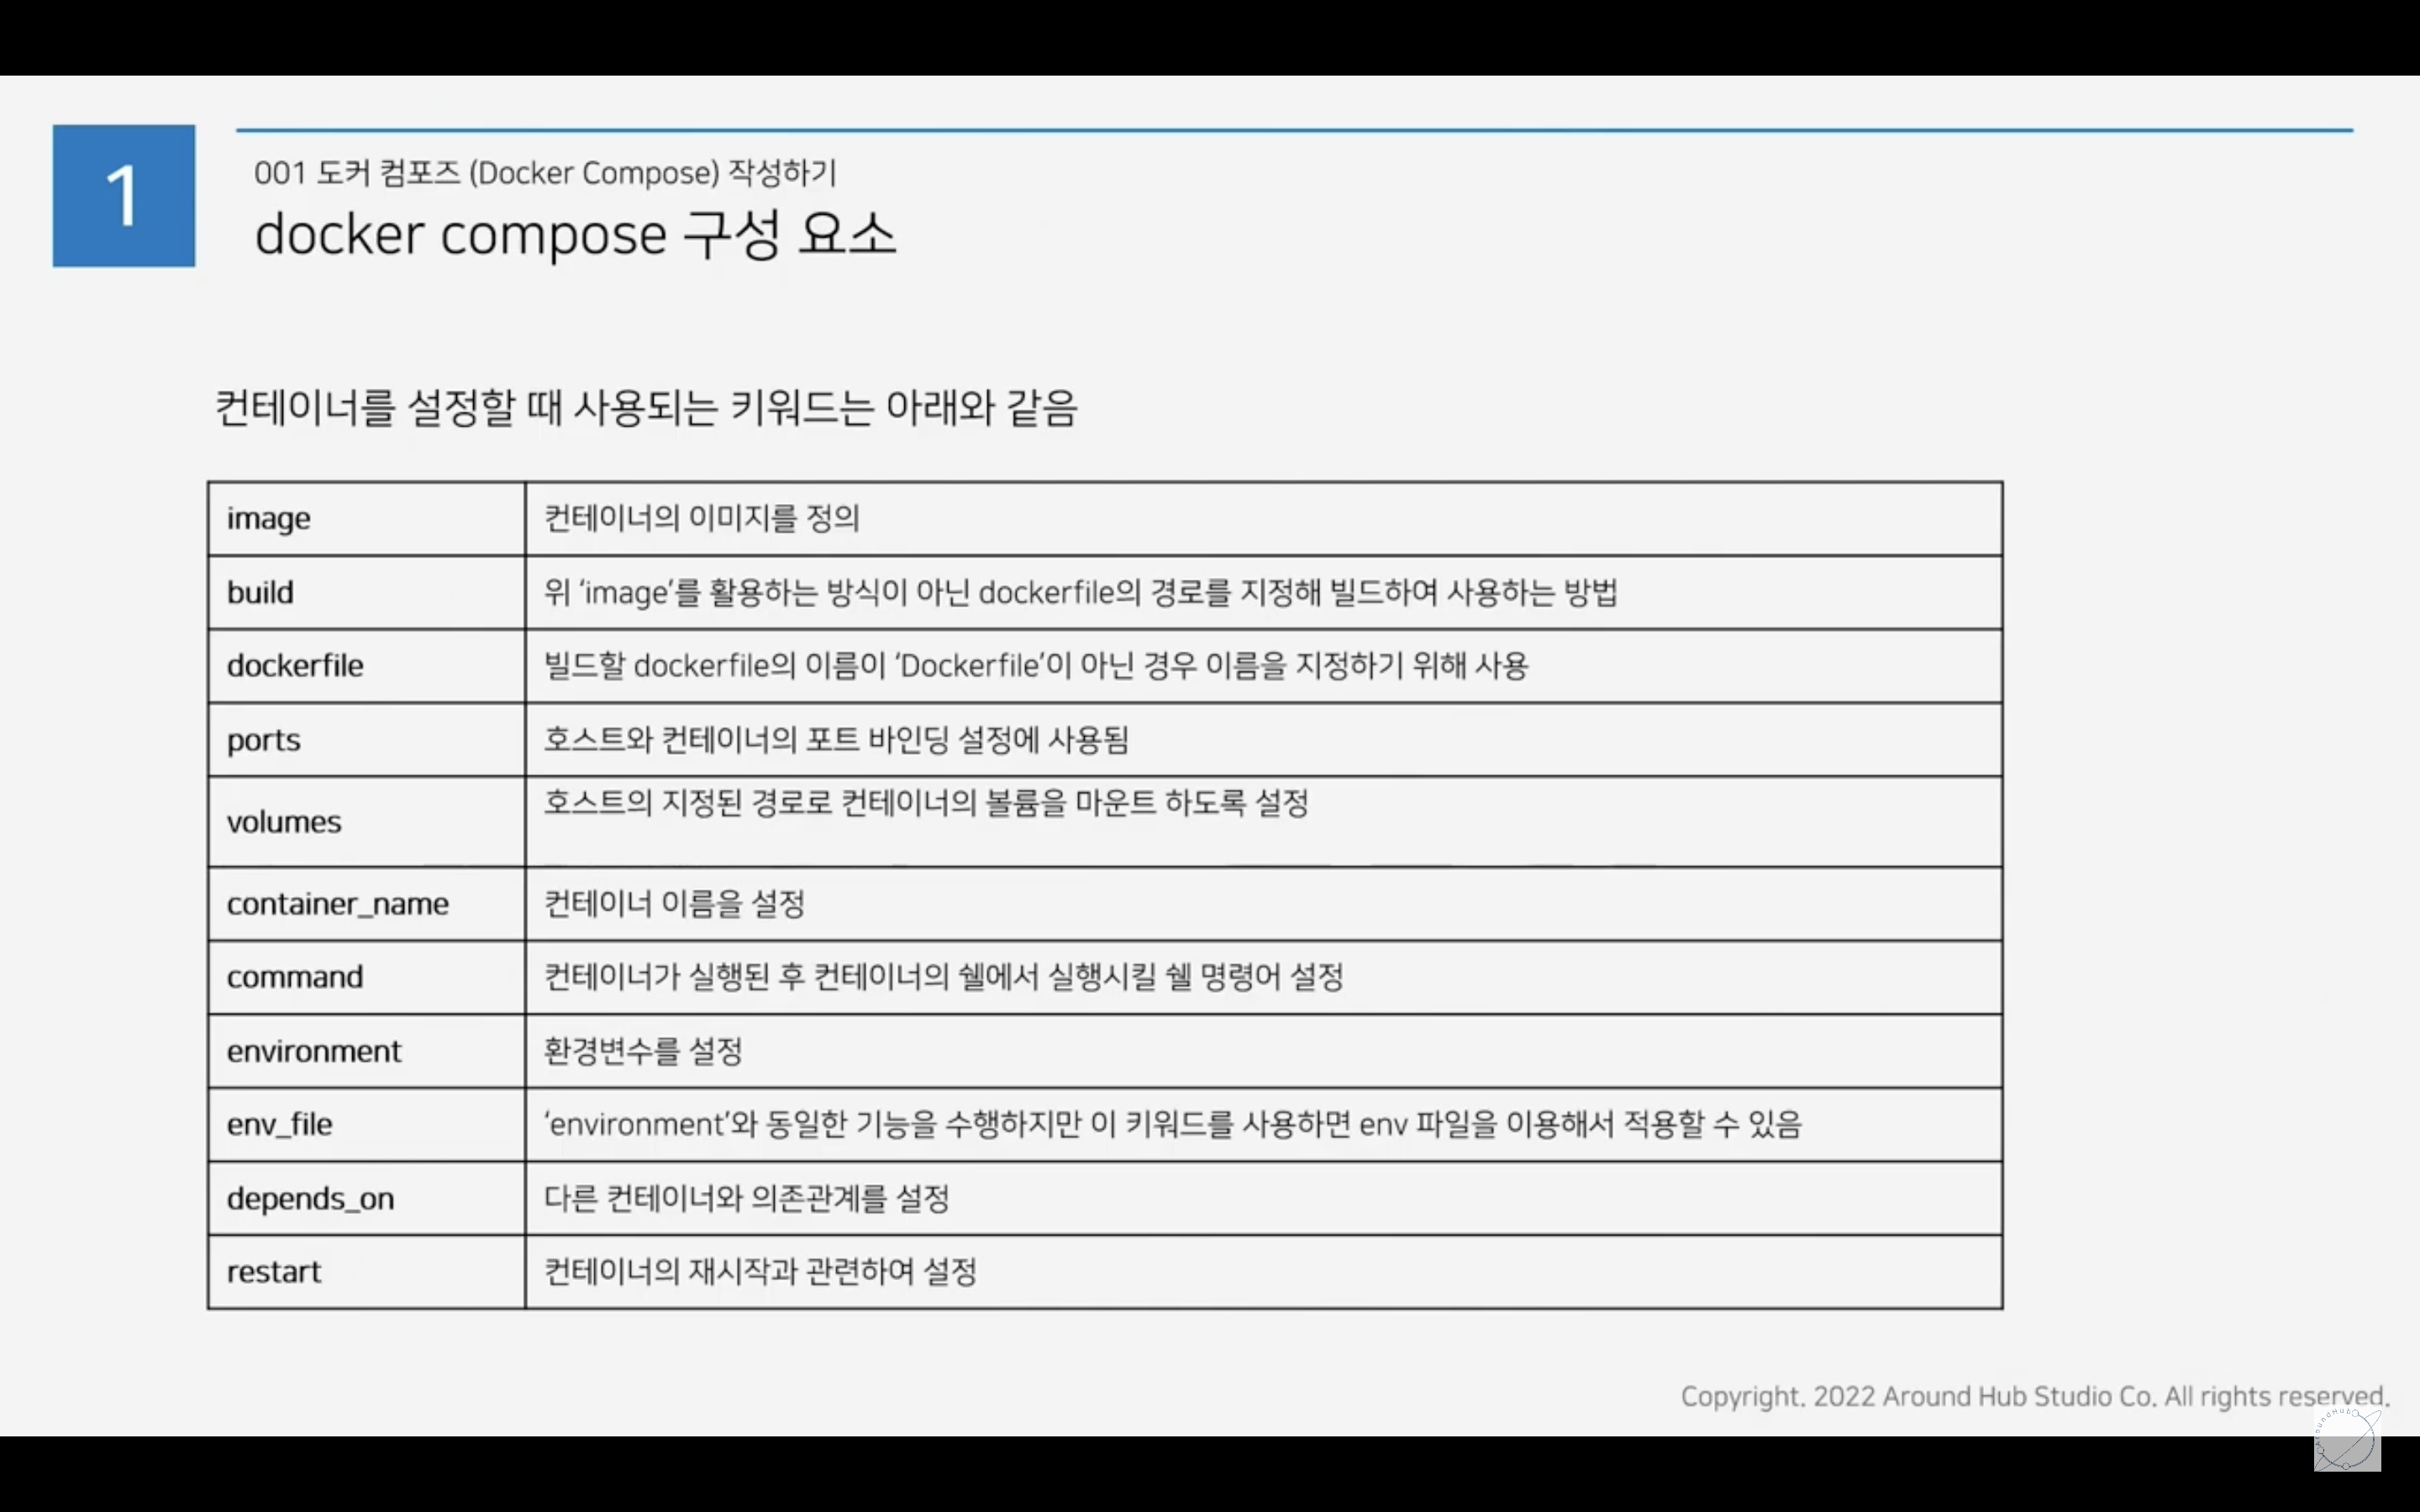 1
001 도커 컴포즈 (Docker Compose) 작성하기
docker compose 구성 요소
컨테이너를 설정할 때 사용되는 키워드는 아래와 같음
image 컨테이너의 이미지를 정의
build 위 ‘image’를 활용하는 방식이 아닌 dockerfile의 경로를 지정해 빌드하여 사용하는 방법
dockerfile 빌드할 dockerfile의 이름이 ‘Dockerfile’이 아닌 경우 이름을 지정하기 위해 사용
ports 호스트와 컨테이너의 포트 바인딩 설정에 사용됨
volumes 호스트의 지정된 경로로 컨테이너의 볼륨을 마운트 하도록 설정
container_name 컨테이너 이름을 설정
command 컨테이너가 실행된 후 컨테이너의 쉘에서 실행시킬 쉘 명령어 설정
environment 환경변수를 설정
env_file ‘environment’와 동일한 기능을 수행하지만 이 키워드를 사용하면 env 파일을 이용해서 적용할 수 있음
depends_on 다른 컨테이너와 의존관계를 설정
restart 컨테이너의 재시작과 관련하여 설정
Copyright. 2022 Around Hub Studio Co. All rights reserved.
AroundHub